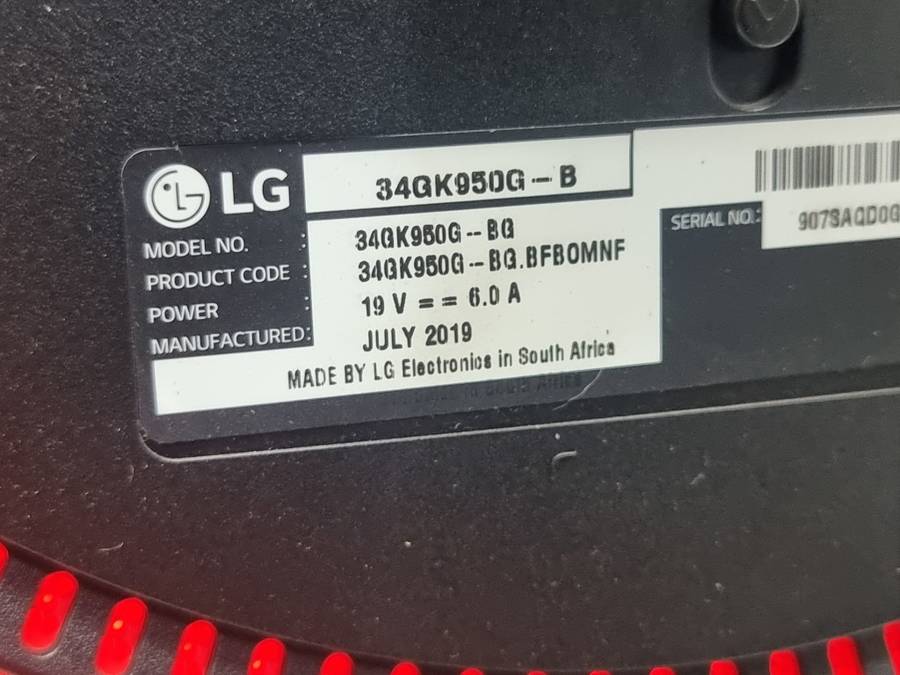 LG 34GK950G - B
MODEL NO. : 34GK950G - BG
PRODUCT CODE : 34GK950G - BG.BFBOMNF
POWER : 19 V == 6.0 A
MANUFACTURED: JULY 2019
MADE BY LG Electronics in South Africa
SERIAL NO.: 907SAQD0G